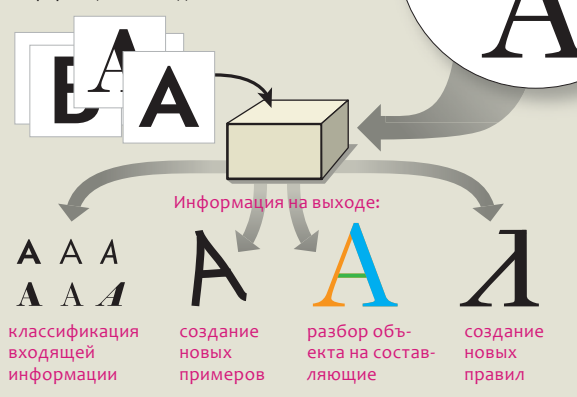 B A
A
A
Информация на выходе:
A A A
A A A
A A λ
классификация
входящей
информации
создание
новых
примеров
разбор объ-
екта на состав-
ляющие
создание
новых
правил